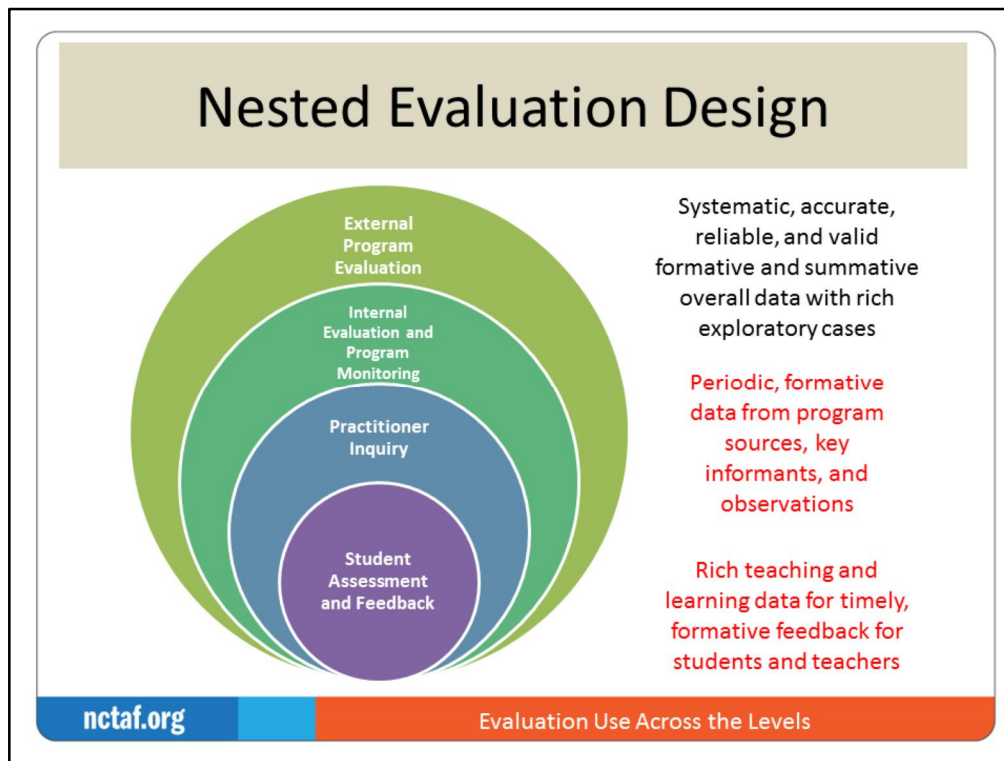 Nested Evaluation Design
External
Program
Evaluation
Internal
Evaluation and
Program
Monitoring
Practitioner
Inquiry
Student
Assessment
and Feedback
Systematic, accurate,
reliable, and valid
formative and summative
overall data with rich
exploratory cases
Periodic, formative
data from program
sources, key
informants, and
observations
Rich teaching and
learning data for timely,
formative feedback for
students and teachers
nctaf.org
Evaluation Use Across the Levels